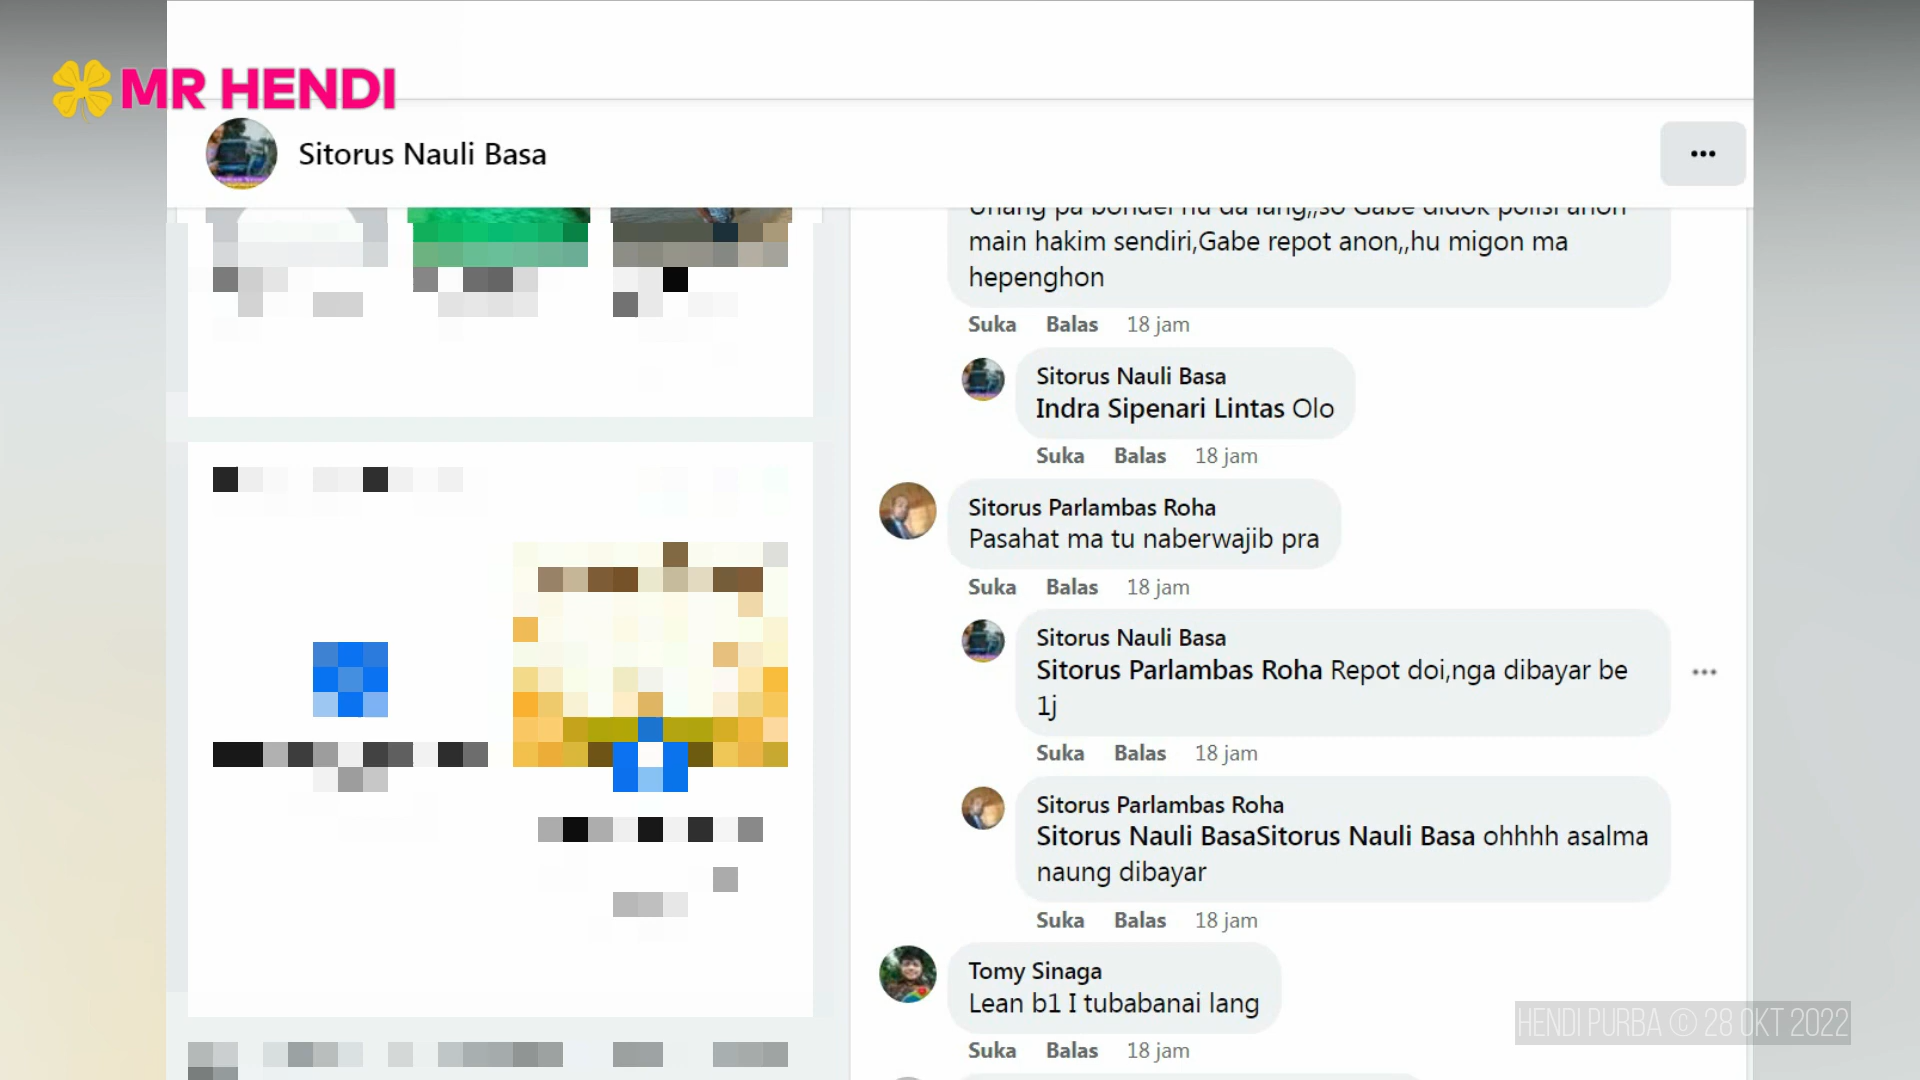 MR HENDI
Sitorus Nauli Basa
main hakim sendiri,Gabe repot anon,,hu migon ma
hepenghon
Suka Balas 18 jam
Sitorus Nauli Basa
Indra Sipenari Lintas Olo
Suka Balas 18 jam
Sitorus Parlambas Roha
Pasahat ma tu naberwajib pra
Suka Balas 18 jam
Sitorus Nauli Basa
Sitorus Parlambas Roha Repot doi,nga dibayar be
1j
Suka Balas 18 jam
Sitorus Parlambas Roha
Sitorus Nauli BasaSitorus Nauli Basa ohhhh asalma
naung dibayar
Suka Balas 18 jam
Tomy Sinaga
Lean b1 I tubabanai lang
Suka Balas 18 jam
HENDI PURBA © 28 OKT 2022